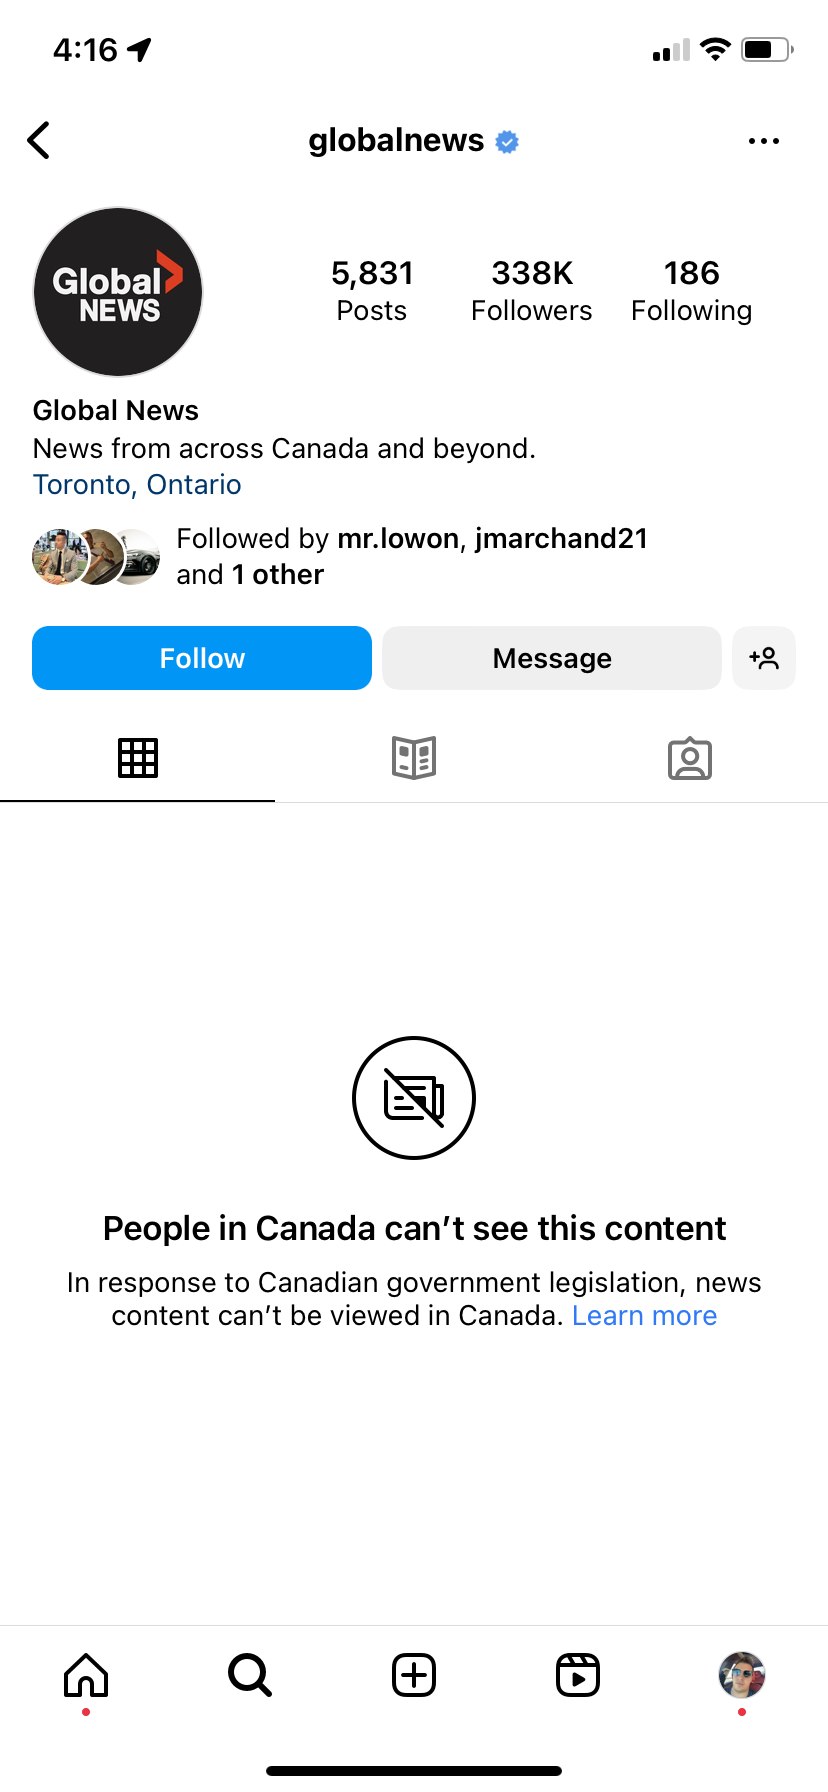 4:16
globalnews
Global
NEWS
5,831 338K 186
Posts Followers Following
Global News
News from across Canada and beyond.
Toronto, Ontario
Followed by mr.lowon, jmarchand21
and 1 other
Follow Message
People in Canada can’t see this content
In response to Canadian government legislation, news
content can’t be viewed in Canada. Learn more